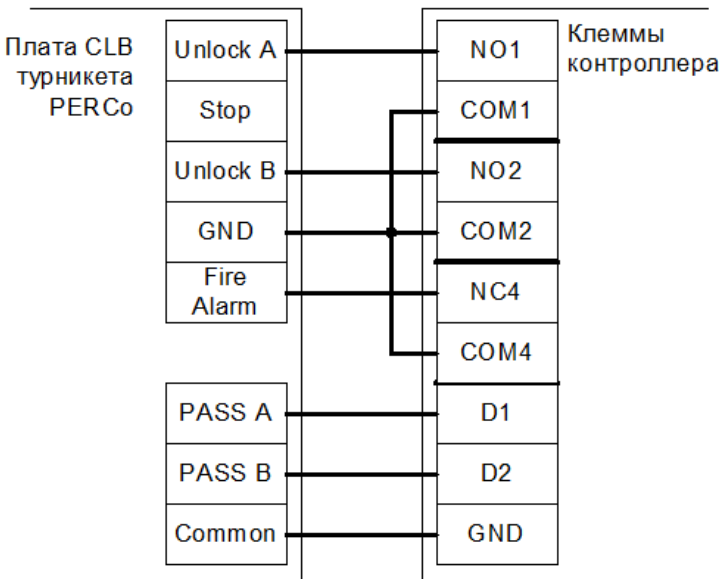 Плата CLB
турникета
PERCo
Unlock A
Stop
Unlock B
GND
Fire
Alarm
PASS A
PASS B
Common
NO1
COM1
NO2
COM2
NC4
COM4
D1
D2
GND
Клеммы
контроллера